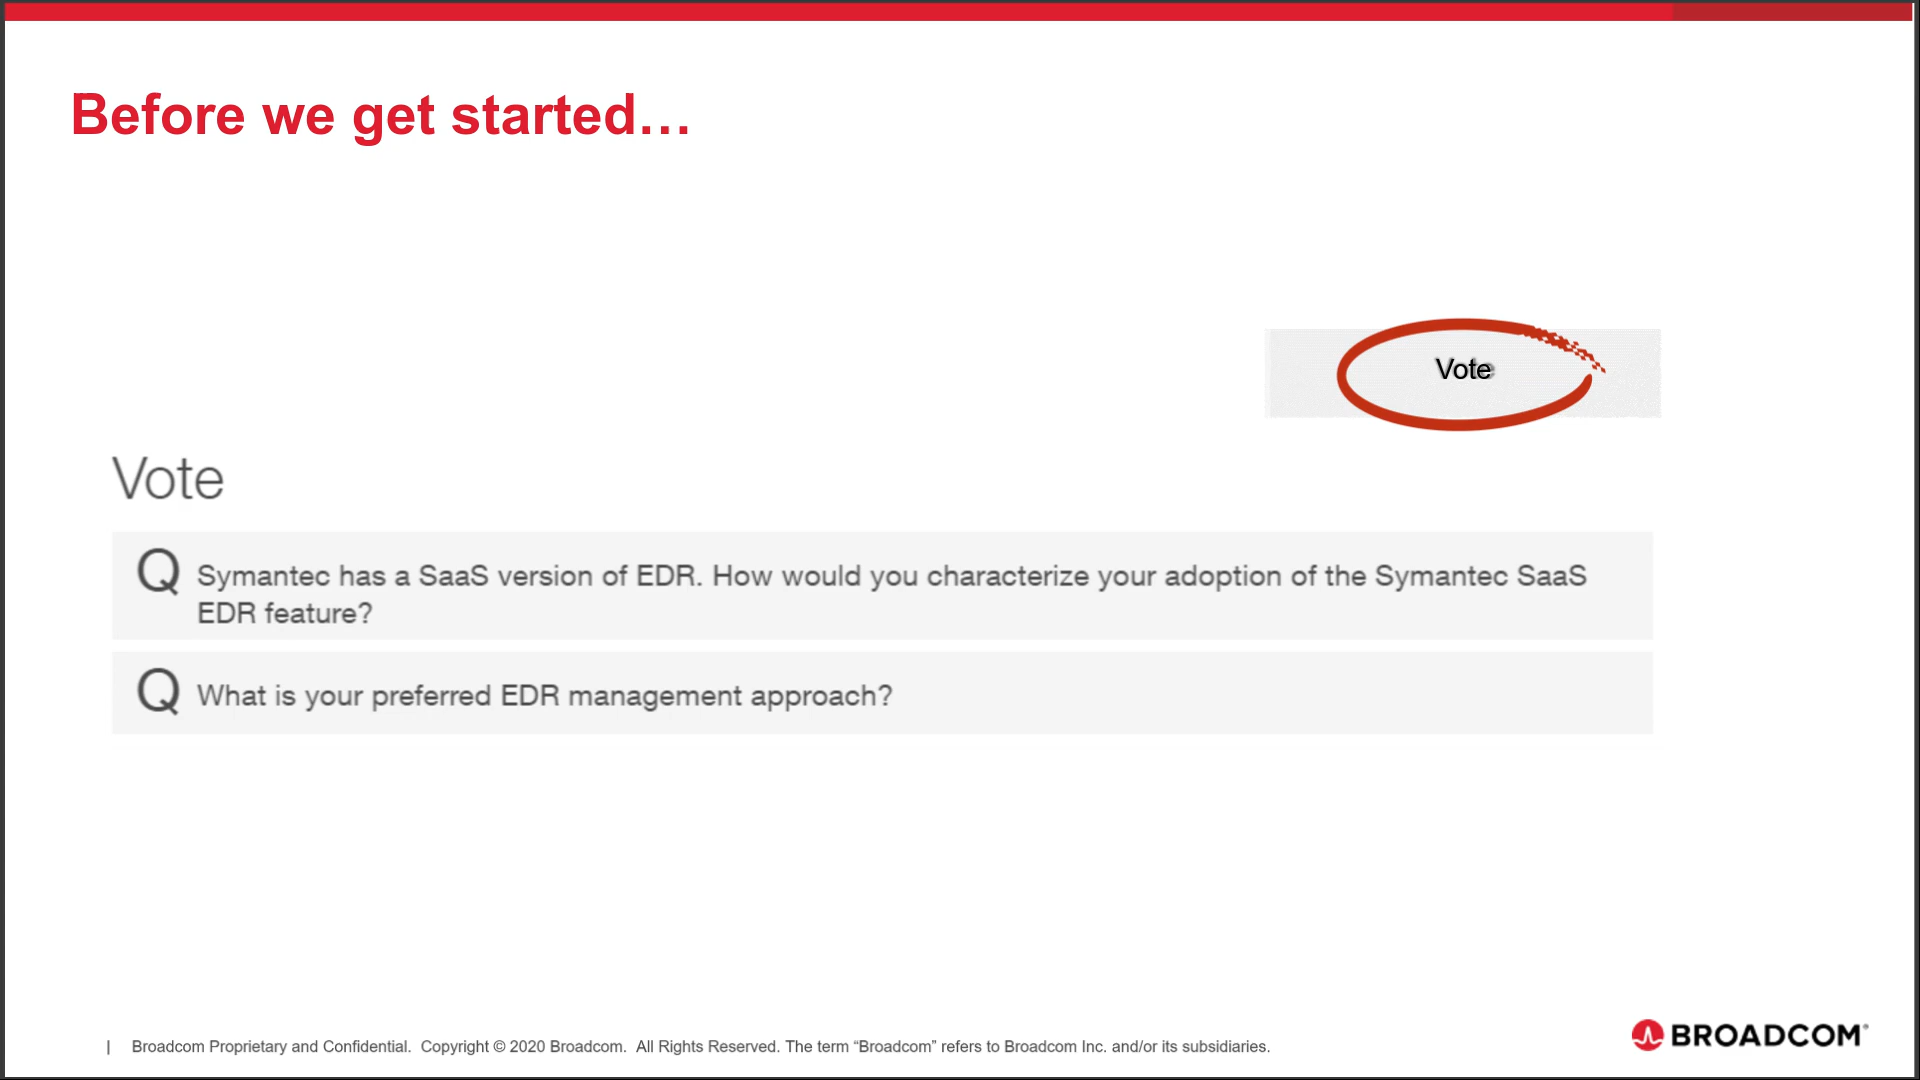 Before we get started…
Vote
Vote
Q Symantec has a SaaS version of EDR. How would you characterize your adoption of the Symantec SaaS
EDR feature?
Q What is your preferred EDR management approach?
| Broadcom Proprietary and Confidential. Copyright © 2020 Broadcom. All Rights Reserved. The term “Broadcom” refers to Broadcom Inc. and/or its subsidiaries.
BROADCOM®